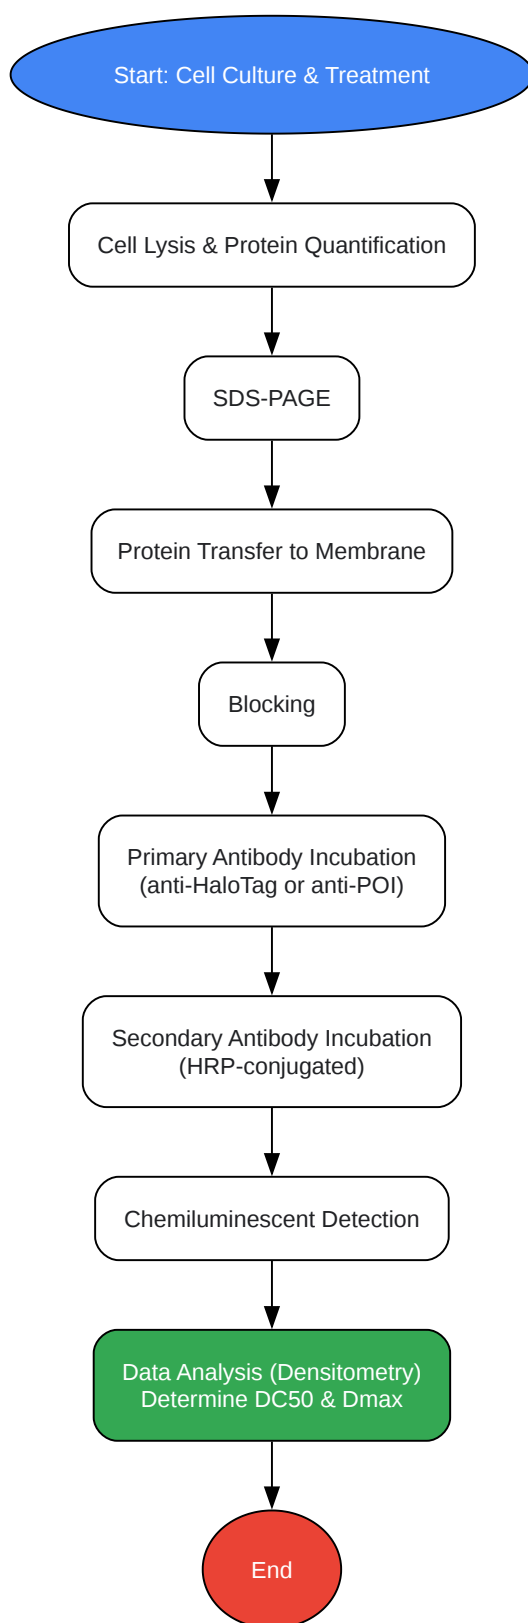 Start: Cell Culture & Treatment
Cell Lysis & Protein Quantification
SDS-PAGE
Protein Transfer to Membrane
Blocking
Primary Antibody Incubation
(anti-HaloTag or anti-POI)
Secondary Antibody Incubation
(HRP-conjugated)
Chemiluminescent Detection
Data Analysis (Densitometry)
Determine DC50 & Dmax
End